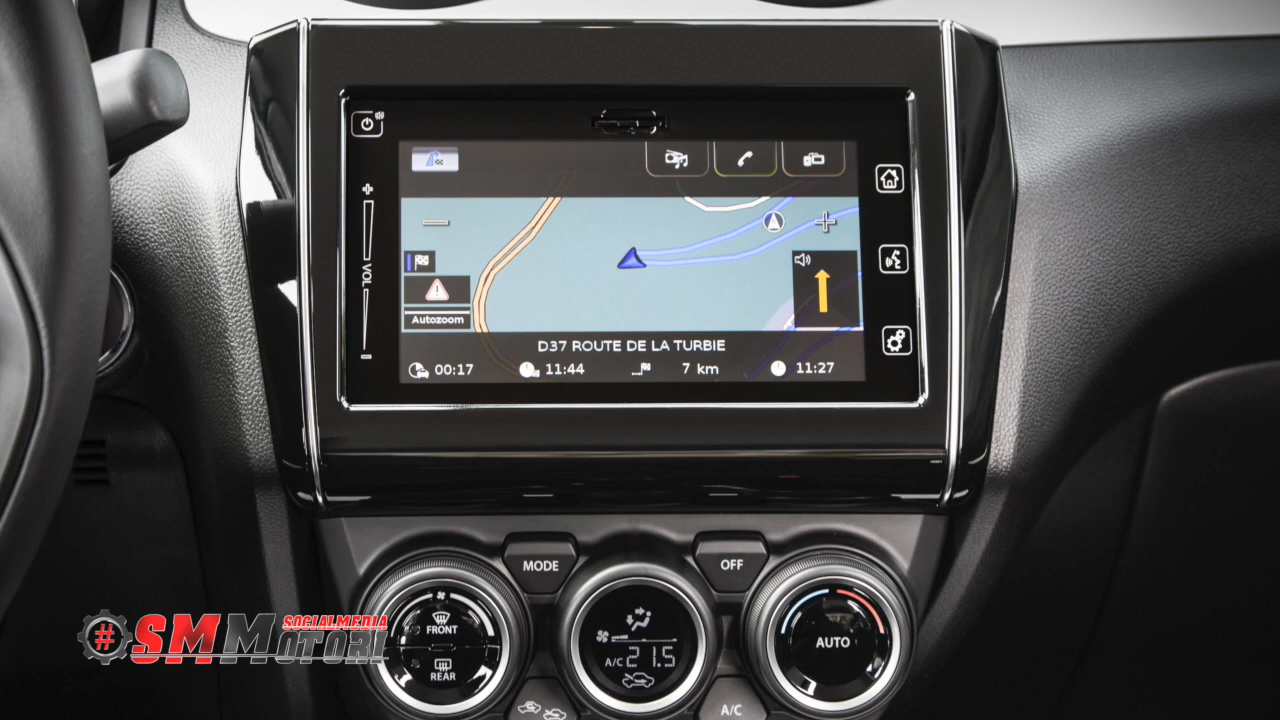 VOL
Autozoom
D37 ROUTE DE LA TURBIE
00:17 11:44 7 km 11:27
MODE OFF
FRONT
REAR
A/C 21.5
AUTO
A/C
# SMMOTORI
SOCIALMEDIA